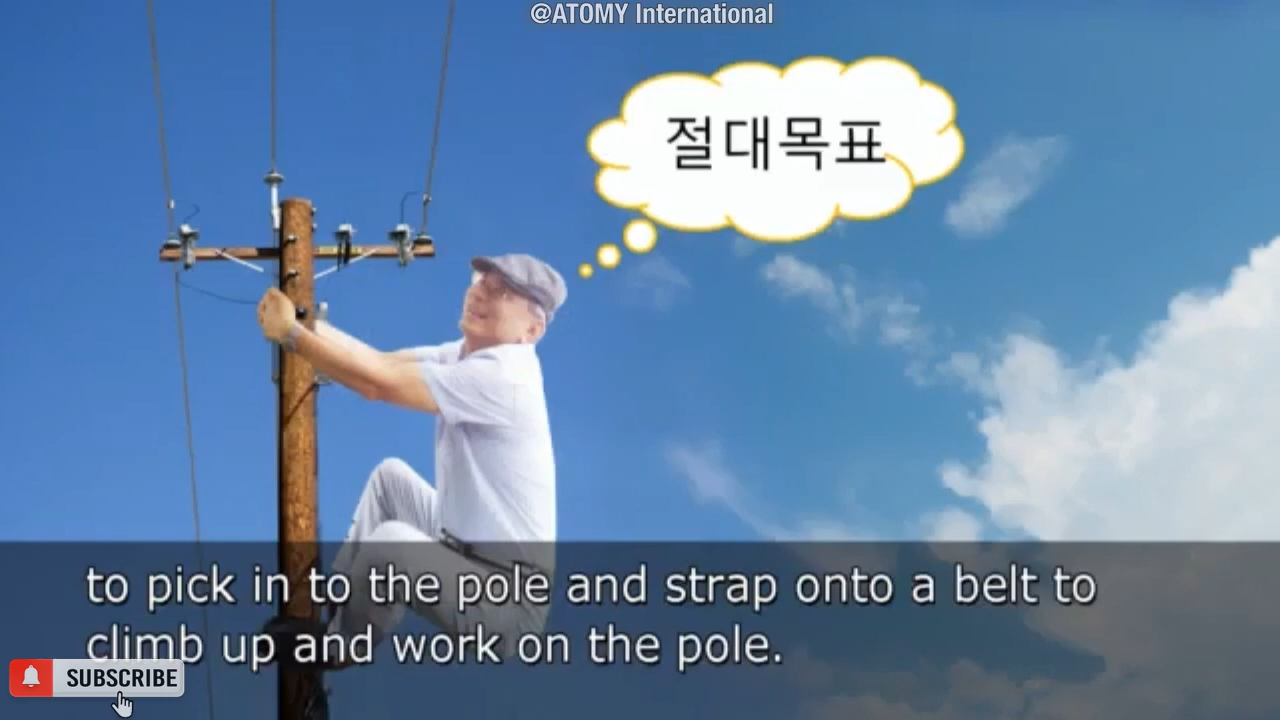 @ATOMY International
절대목표
to pick in to the pole and strap onto a belt to
climb up and work on the pole.
SUBSCRIBE